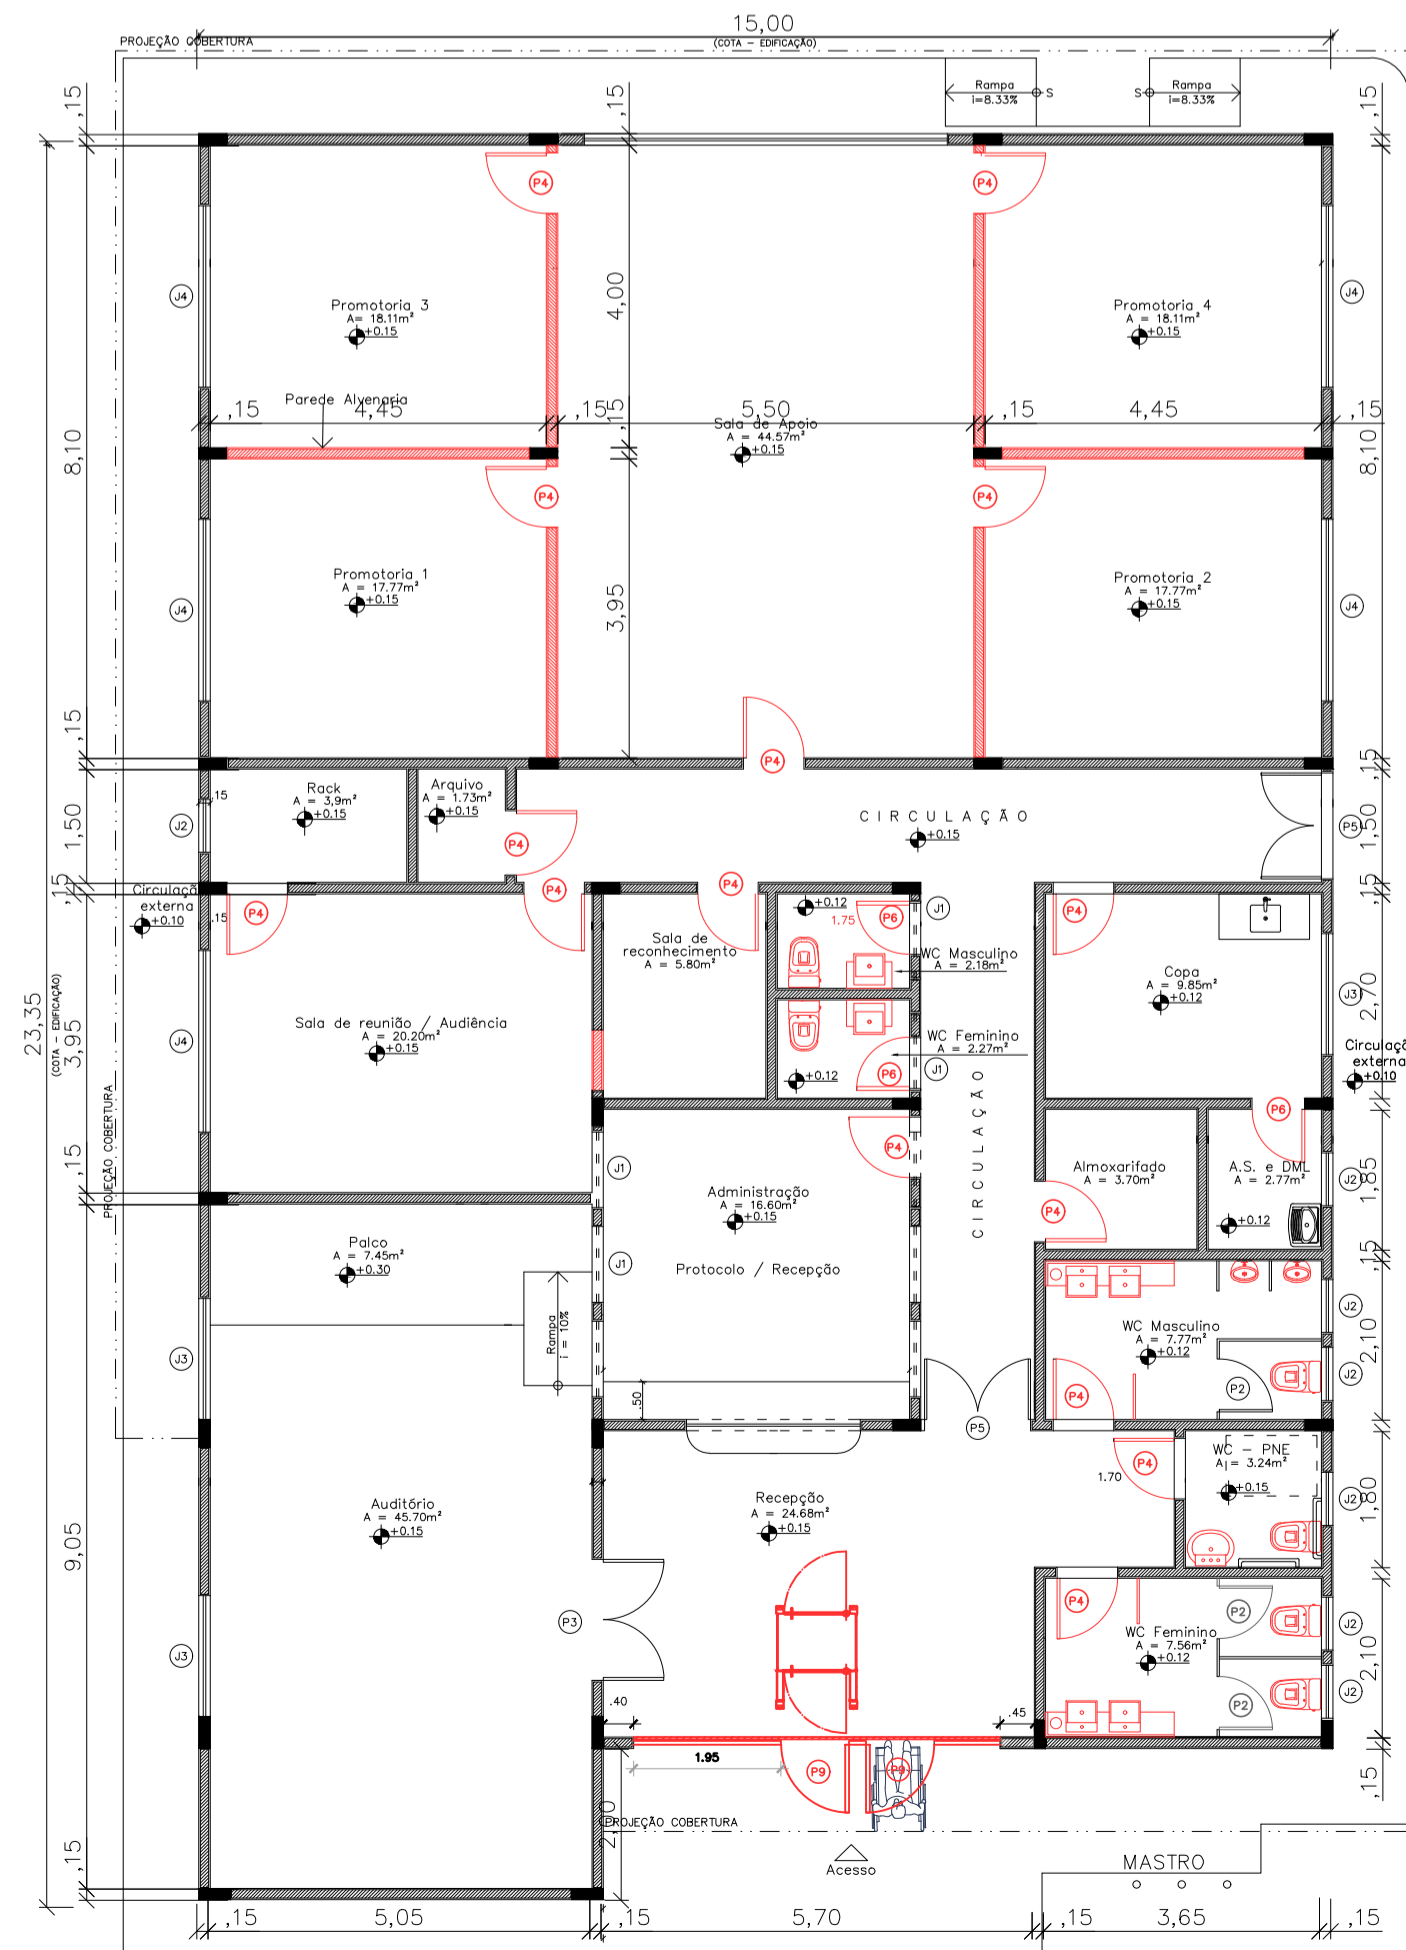 15,00
(COTA - EDIFICAÇÃO)
PROJEÇÃO COBERTURA
Rampa
i=8.33%
S
S
Rampa
i=8.33%
,15
,15
,15
23,35
(COTA - EDIFICAÇÃO)
P4
P4
J4
Promotoria 3
A= 18.11m²
+0.15
4,00
Promotoria 4
A = 18.11m²
+0.15
J4
Parede Alvenaria
,15
4,45
,15
,15
5,50
,15
4,45
,15
Sala de Apoio
A = 44.57m²
+0.15
8,10
8,10
P4
P4
J4
Promotoria 1
A = 17.77m²
+0.15
3,95
Promotoria 2
A = 17.77m²
+0.15
J4
,15
P4
,15
1,50
J2
,15
Rack
A = 3,9m²
+0.15
Arquivo
A = 1.73m²
+0.15
P4
CIRCULAÇÃO
+0.15
P5
1,50
,15
Circulaçã
externa
+0.10
,15
P4
P4
P4
,15
+0.12
1.75
P6
J1
WC Masculino
A = 2.18m²
P4
Copa
A = 9.85m²
+0.12
J3
2,70
Sala de
reconhecimento
A = 5.80m²
3,95
J4
Sala de reunião / Audiência
A = 20.20m²
+0.15
WC Feminino
A = 2.27m²
+0.12
P6
J1
CIRCULAÇÃO
Circulaçã
externa
+0.10
PROJEÇÃO COBERTURA
,15
J1
P4
P6
Almoxarifado
A = 3.70m²
P4
A.S. e DML
A = 2.77m²
+0.12
J2
1,85
Administração
A = 16.60m²
+0.15
J1
Protocolo / Recepção
Palco
A = 7.45m²
+0.30
Rampa
i = 10%
,15
J2
WC Masculino
A = 7.77m²
+0.12
P4
P2
J2
2,10
J3
.50
P5
P4
1.70
WC - PNE
A = 3.24m²
+0.15
J2
1,80
9,05
Auditório
A = 45.70m²
+0.15
Recepção
A = 24.68m²
+0.15
P3
J3
P4
P2
WC Feminino
A = 7.56m²
+0.12
P2
J2
2,10
J2
.40
.45
1.95
P9
P9
,15
2,00
PROJEÇÃO COBERTURA
Acesso
MASTRO
,15
,15
5,05
,15
5,70
,15
3,65
,15